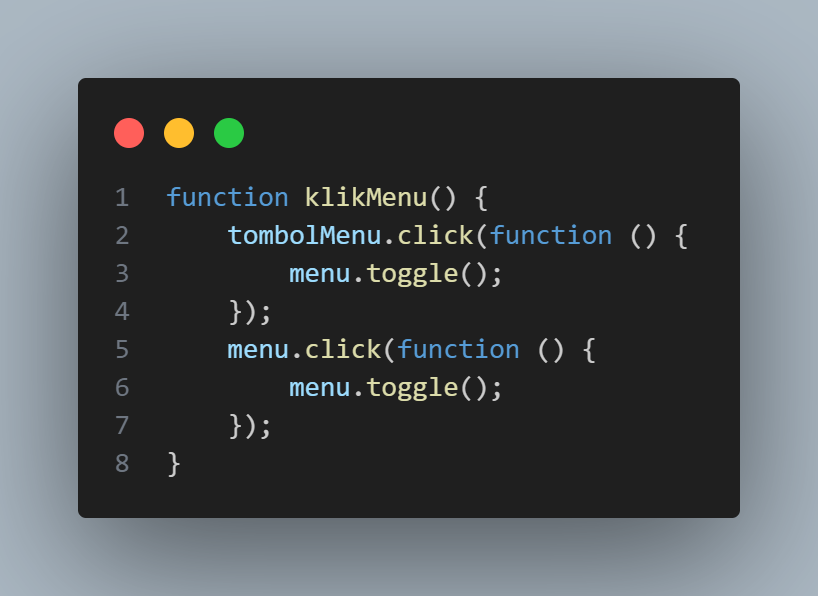 1 function klikMenu() {
2     tombolMenu.click(function () {
3         menu.toggle();
4     });
5     menu.click(function () {
6         menu.toggle();
7     });
8 }